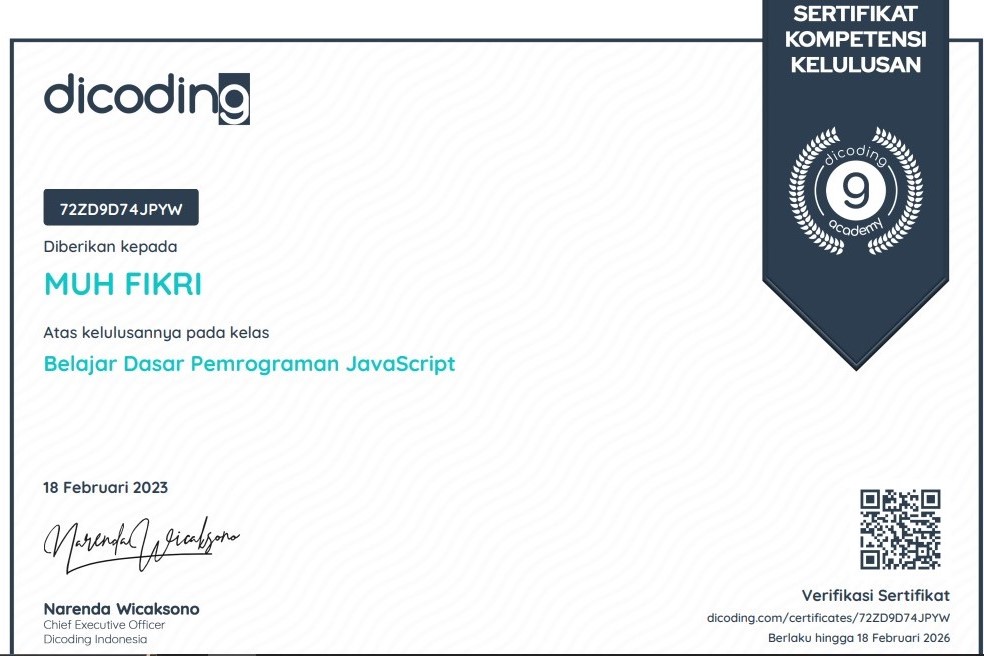 SERTIFIKAT
KOMPETENSI
KELULUSAN
dicoding
dicoding
9
academy
72ZD9D74JPYW
Diberikan kepada
MUH FIKRI
Atas kelulusannya pada kelas
Belajar Dasar Pemrograman JavaScript
18 Februari 2023
Narenda Wicaksono
Narenda Wicaksono
Chief Executive Officer
Dicoding Indonesia
Verifikasi Sertifikat
dicoding.com/certificates/72ZD9D74JPYW
Berlaku hingga 18 Februari 2026